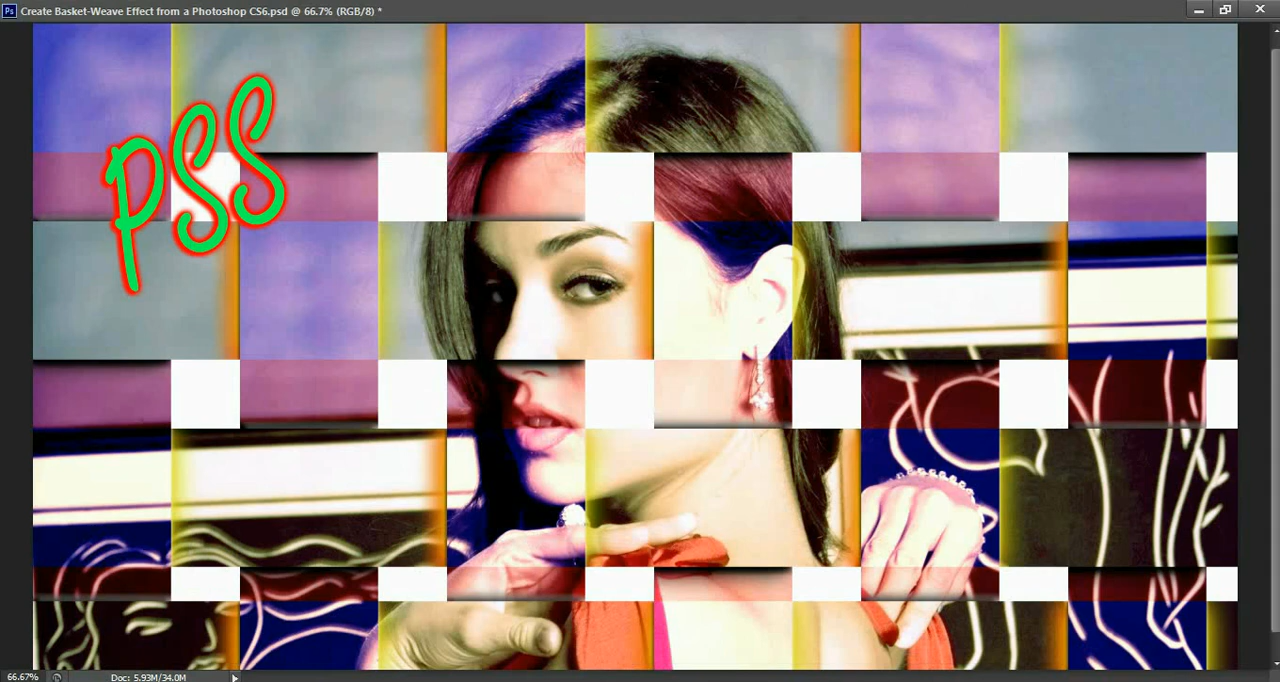 Ps Create Basket-Weave Effect from a Photoshop CS6.psd @ 66.7% (RGB/8) *
PSS
66.67% Doc: 5.93M/34.0M